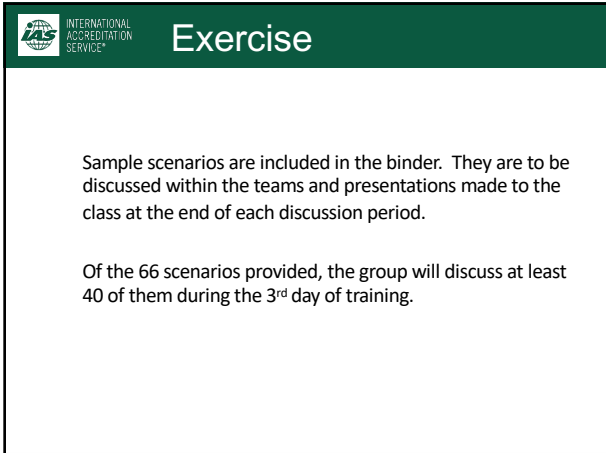 iAS
INTERNATIONAL
ACCREDITATION
SERVICE®
Exercise
Sample scenarios are included in the binder.  They are to be
discussed within the teams and presentations made to the
class at the end of each discussion period.
Of the 66 scenarios provided, the group will discuss at least
40 of them during the 3rd day of training.